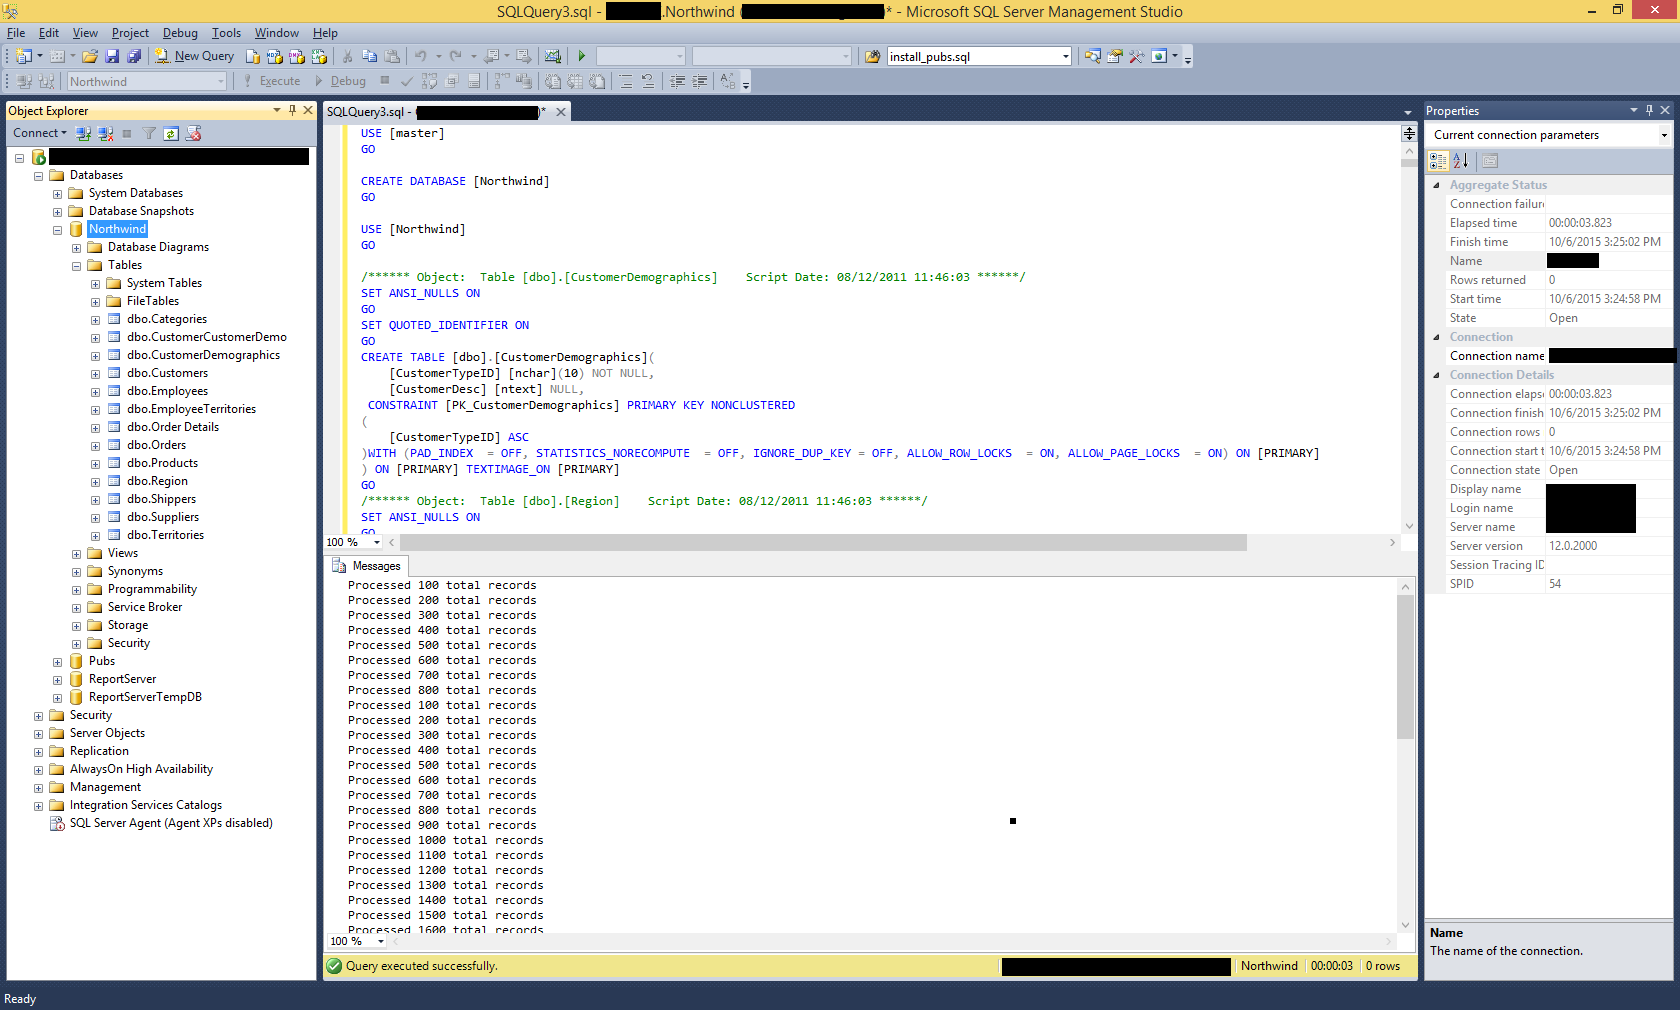 SQLQuery3.sql - .Northwind ( * - Microsoft SQL Server Management Studio
File Edit View Project Debug Tools Window Help
New Query install_pubs.sql
Northwind Execute Debug
Object Explorer
Connect
Databases
System Databases
Database Snapshots
Northwind
Database Diagrams
Tables
System Tables
FileTables
dbo.Categories
dbo.CustomerCustomerDemo
dbo.CustomerDemographics
dbo.Customers
dbo.Employees
dbo.EmployeeTerritories
dbo.Order Details
dbo.Orders
dbo.Products
dbo.Region
dbo.Shippers
dbo.Suppliers
dbo.Territories
Views
Synonyms
Programmability
Service Broker
Storage
Security
Pubs
ReportServer
ReportServerTempDB
Security
Server Objects
Replication
AlwaysOn High Availability
Management
Integration Services Catalogs
SQL Server Agent (Agent XPs disabled)
SQLQuery3.sql - ( )*
USE [master]
GO
CREATE DATABASE [Northwind]
GO
USE [Northwind]
GO
/****** Object:  Table [dbo].[CustomerDemographics]    Script Date: 08/12/2011 11:46:03 ******/
SET ANSI_NULLS ON
GO
SET QUOTED_IDENTIFIER ON
GO
CREATE TABLE [dbo].[CustomerDemographics](
[CustomerTypeID] [nchar](10) NOT NULL,
[CustomerDesc] [ntext] NULL,
CONSTRAINT [PK_CustomerDemographics] PRIMARY KEY NONCLUSTERED
(
[CustomerTypeID] ASC
)WITH (PAD_INDEX  = OFF, STATISTICS_NORECOMPUTE  = OFF, IGNORE_DUP_KEY = OFF, ALLOW_ROW_LOCKS  = ON, ALLOW_PAGE_LOCKS  = ON) ON [PRIMARY]
) ON [PRIMARY] TEXTIMAGE_ON [PRIMARY]
GO
/****** Object:  Table [dbo].[Region]    Script Date: 08/12/2011 11:46:03 ******/
SET ANSI_NULLS ON
GO
100 %
Messages
Processed 100 total records
Processed 200 total records
Processed 300 total records
Processed 400 total records
Processed 500 total records
Processed 600 total records
Processed 700 total records
Processed 800 total records
Processed 100 total records
Processed 200 total records
Processed 300 total records
Processed 400 total records
Processed 500 total records
Processed 600 total records
Processed 700 total records
Processed 800 total records
Processed 900 total records
Processed 1000 total records
Processed 1100 total records
Processed 1200 total records
Processed 1300 total records
Processed 1400 total records
Processed 1500 total records
Processed 1600 total records
100 %
Query executed successfully. Northwind 00:00:03 0 rows
Properties
Current connection parameters
Aggregate Status
Connection failure
Elapsed time 00:00:03.823
Finish time 10/6/2015 3:25:02 PM
Name
Rows returned 0
Start time 10/6/2015 3:24:58 PM
State Open
Connection
Connection name
Connection Details
Connection elaps 00:00:03.823
Connection finish 10/6/2015 3:25:02 PM
Connection rows 0
Connection start t 10/6/2015 3:24:58 PM
Connection state Open
Display name
Login name
Server name
Server version 12.0.2000
Session Tracing ID
SPID 54
Name
The name of the connection.
Ready